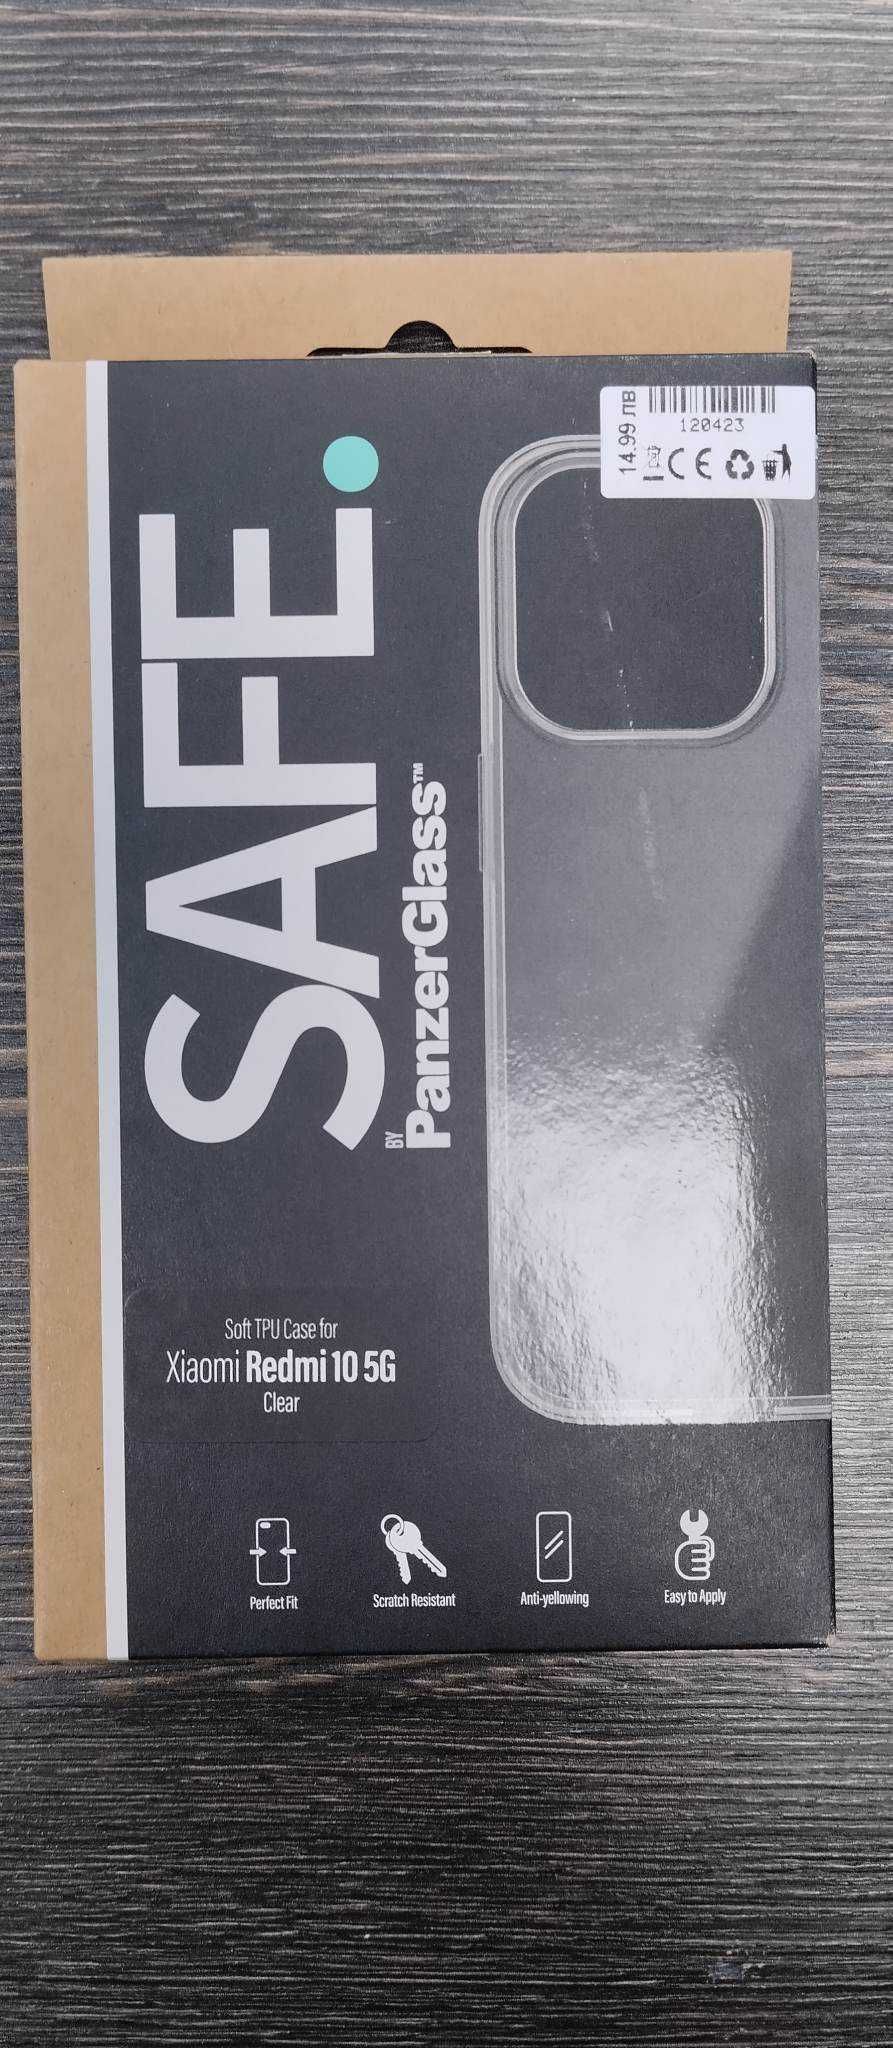 14.99 лв
120423
SAFE.
BY
PanzerGlass™
Soft TPU Case for
Xiaomi Redmi 10 5G
Clear
Perfect Fit
Scratch Resistant
Anti-yellowing
Easy to Apply